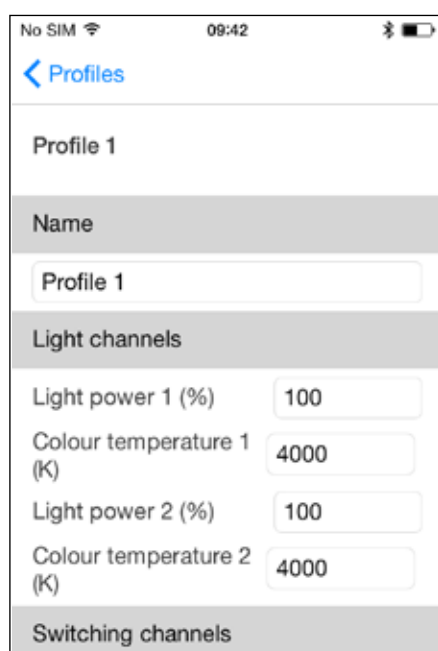 No SIM 09:42
Profiles
Profile 1
Name
Profile 1
Light channels
Light power 1 (%) 100
Colour temperature 1
(K) 4000
Light power 2 (%) 100
Colour temperature 2
(K) 4000
Switching channels